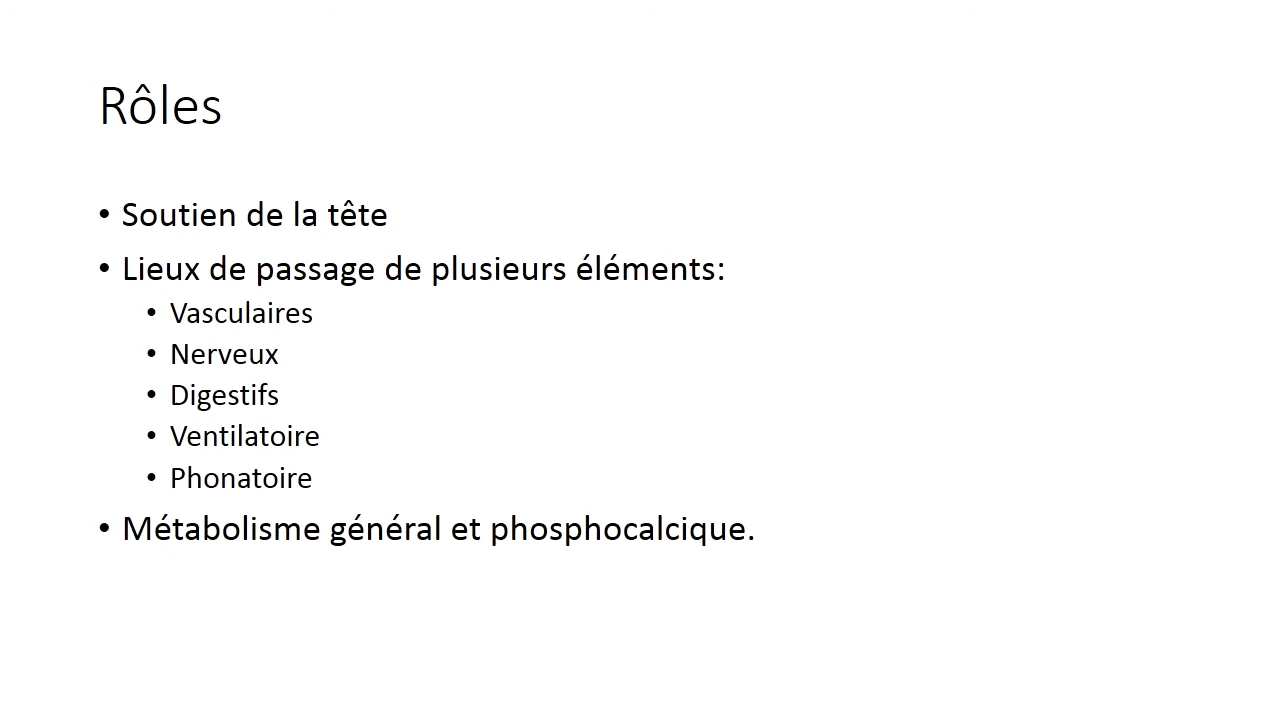 Rôles
• Soutien de la tête
• Lieux de passage de plusieurs éléments:
• Vasculaires
• Nerveux
• Digestifs
• Ventilatoire
• Phonatoire
• Métabolisme général et phosphocalcique.